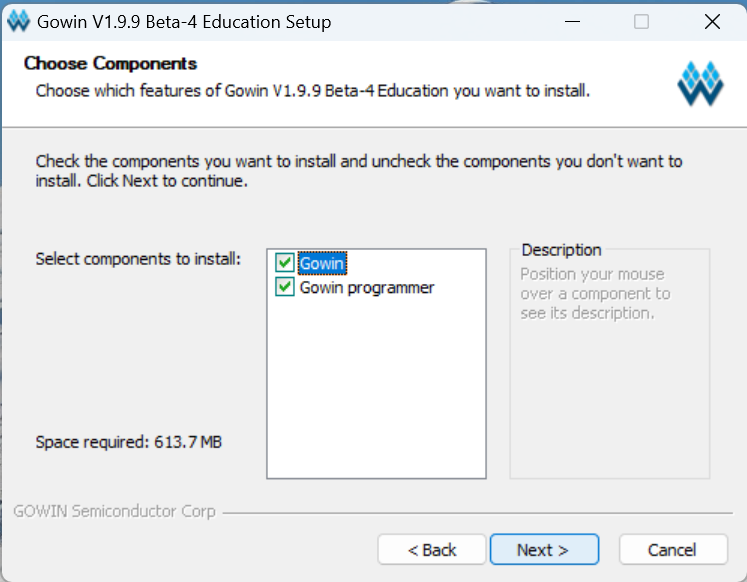 Gowin V1.9.9 Beta-4 Education Setup
Choose Components
Choose which features of Gowin V1.9.9 Beta-4 Education you want to install.
Check the components you want to install and uncheck the components you don't want to
install. Click Next to continue.
Select components to install:
Gowin
Gowin programmer
Description
Position your mouse
over a component to
see its description.
Space required: 613.7 MB
GOWIN Semiconductor Corp
< Back
Next >
Cancel